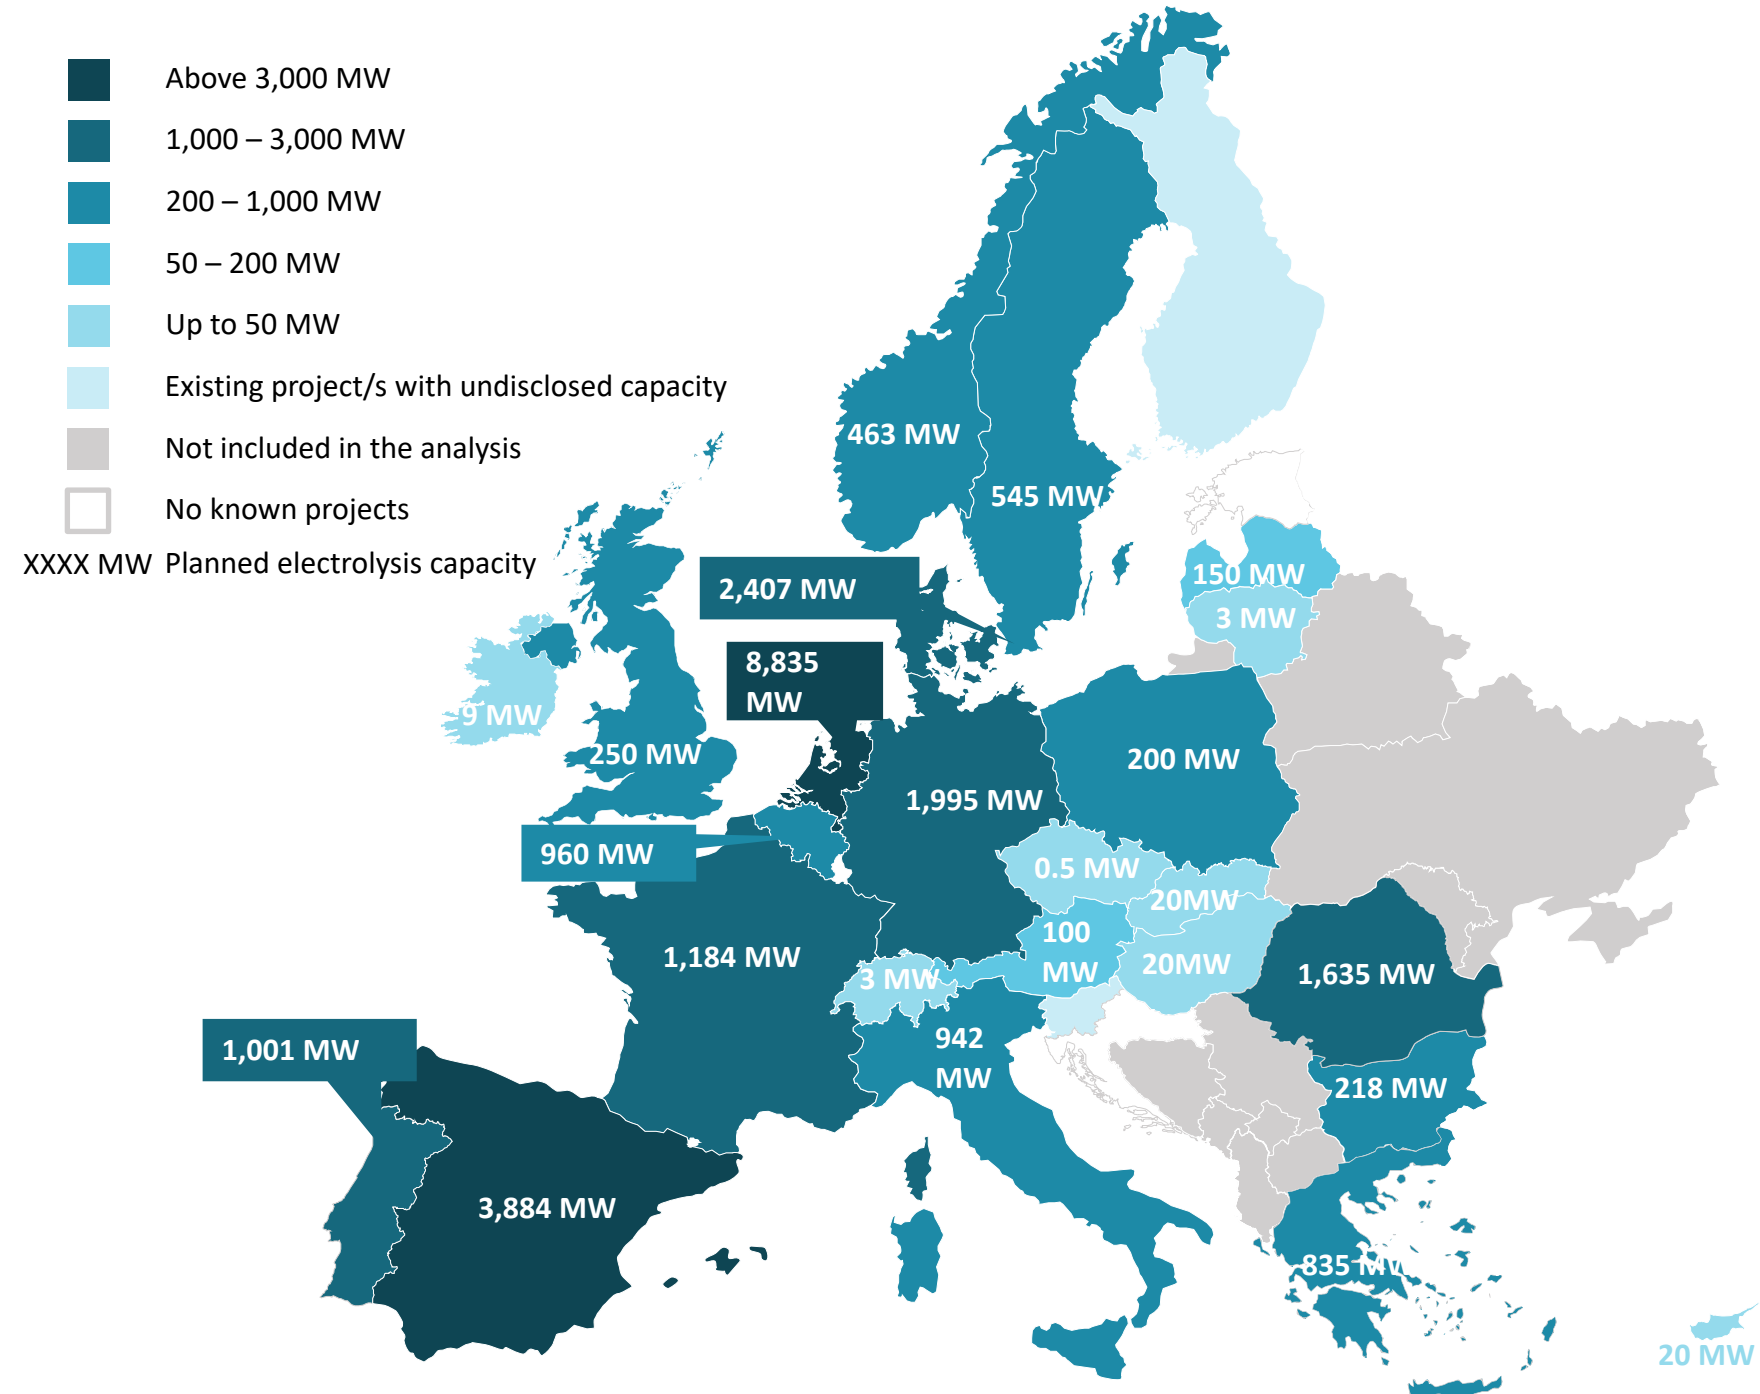 Above 3,000 MW
1,000 – 3,000 MW
200 – 1,000 MW
50 – 200 MW
Up to 50 MW
Existing project/s with undisclosed capacity
Not included in the analysis
No known projects
XXXX MW Planned electrolysis capacity
463 MW
545 MW
2,407 MW
150 MW
3 MW
8,835
MW
9 MW
250 MW
200 MW
1,995 MW
960 MW
0.5 MW
20MW
100
MW
1,184 MW
3 MW
20MW
1,635 MW
942
MW
1,001 MW
218 MW
3,884 MW
835 MW
20 MW